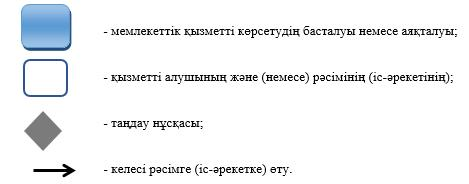 - мемлекеттік қызметті көрсетудің басталуы немесе аяқталуы;
- қызметті алушының және (немесе) рәсімінің (іс-әрекетінің);
- таңдау нұсқасы;
- келесі рәсімге (іс-әрекетке) өту.